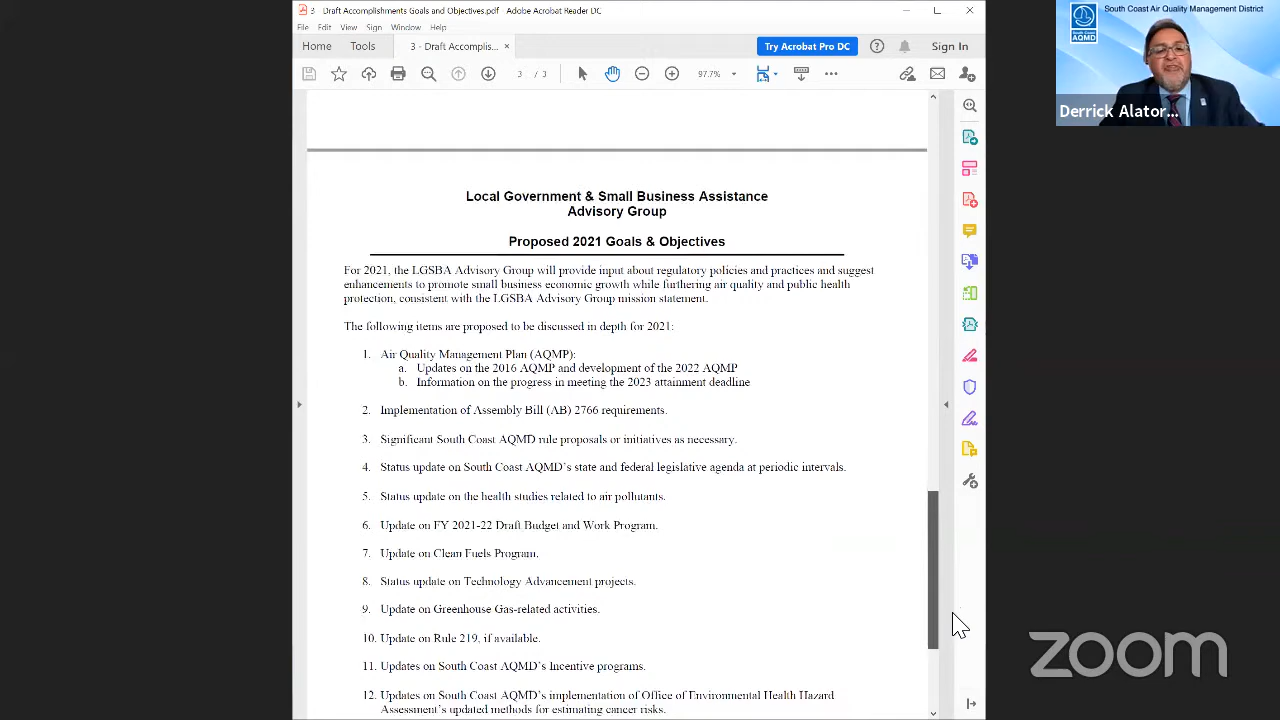 3 - Draft Accomplishments Goals and Objectives.pdf - Adobe Acrobat Reader DC
File Edit View Sign Window Help
Home Tools 3 - Draft Accomplis... × Try Acrobat Pro DC Sign In
3 / 3 97.7%
Local Government & Small Business Assistance
Advisory Group
Proposed 2021 Goals & Objectives
For 2021, the LGSBA Advisory Group will provide input about regulatory policies and practices and suggest
enhancements to promote small business economic growth while furthering air quality and public health
protection, consistent with the LGSBA Advisory Group mission statement.
The following items are proposed to be discussed in depth for 2021:
1. Air Quality Management Plan (AQMP):
a. Updates on the 2016 AQMP and development of the 2022 AQMP
b. Information on the progress in meeting the 2023 attainment deadline
2. Implementation of Assembly Bill (AB) 2766 requirements.
3. Significant South Coast AQMD rule proposals or initiatives as necessary.
4. Status update on South Coast AQMD's state and federal legislative agenda at periodic intervals.
5. Status update on the health studies related to air pollutants.
6. Update on FY 2021-22 Draft Budget and Work Program.
7. Update on Clean Fuels Program.
8. Status update on Technology Advancement projects.
9. Update on Greenhouse Gas-related activities.
10. Update on Rule 219, if available.
11. Updates on South Coast AQMD's Incentive programs.
12. Updates on South Coast AQMD's implementation of Office of Environmental Health Hazard
Assessment's updated methods for estimating cancer risks.
South Coast Air Quality Management District
South Coast
AQMD
Derrick Alator...
zoom